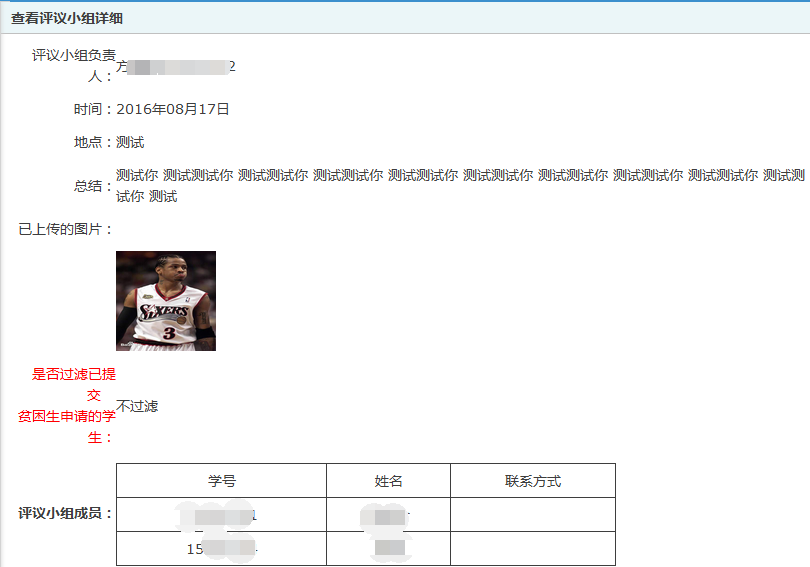 查看评议小组详细
评议小组负责
人：
方 2
时间：2016年08月17日
地点：测试
总结：
测试你 测试测试你 测试测试你 测试测试你 测试测试你 测试测试你 测试测试你 测试测试你 测试测试你 测试测
试你 测试
已上传的图片：
SIXERS
3
是否过滤已提
交
贫困生申请的学
生：
不过滤
评议小组成员：
学号 姓名 联系方式
1
15